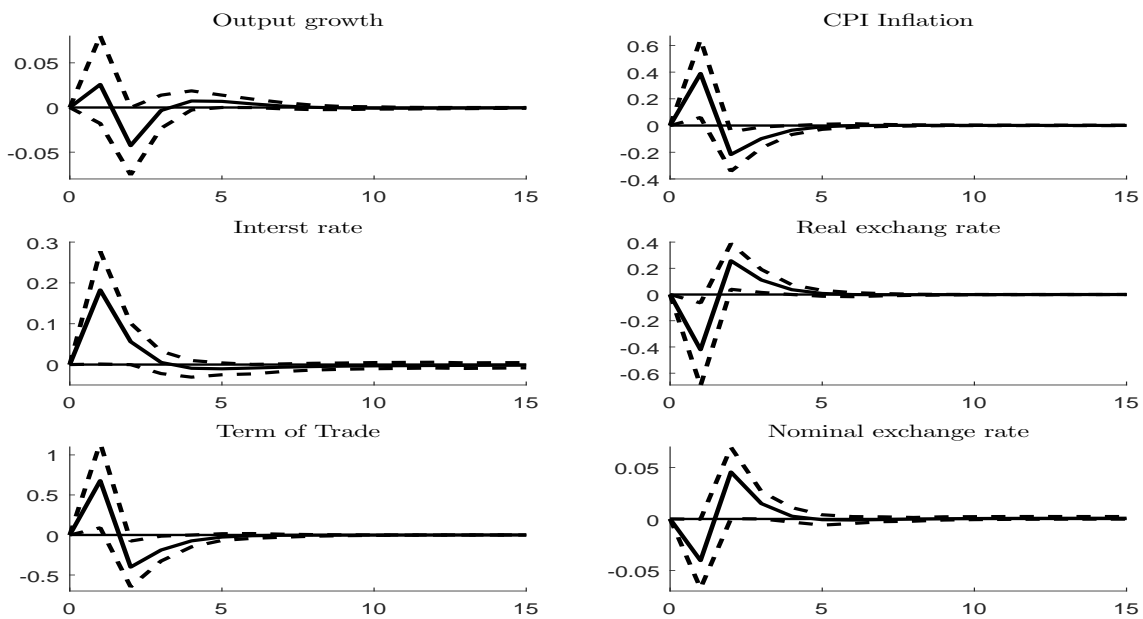 Output growth
0.05
0
-0.05
0 5 10 15
CPI Inflation
0.6
0.4
0.2
0
-0.2
-0.4
0 5 10 15
Interst rate
0.3
0.2
0.1
0
0 5 10 15
Real exchang rate
0.4
0.2
0
-0.2
-0.4
-0.6
0 5 10 15
Term of Trade
1
0.5
0
-0.5
0 5 10 15
Nominal exchange rate
0.05
0
-0.05
0 5 10 15